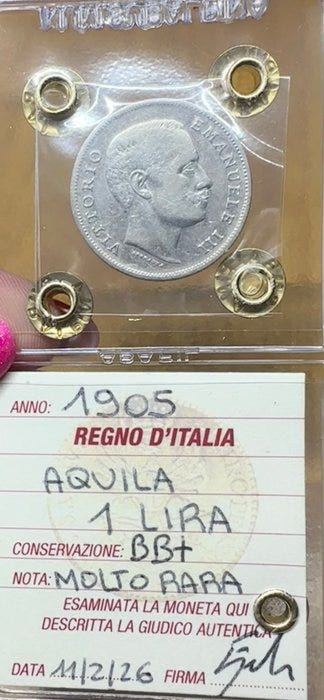 VITTORIO EMANUELE III
ANNO: 1905
REGNO D'ITALIA
AQUILA
1 LIRA
CONSERVAZIONE: BB+
NOTA: MOLTO RARA
ESAMINATA LA MONETA QUI
DESCRITTA LA GIUDICO AUTENTICA
DATA 11/2/26 FIRMA